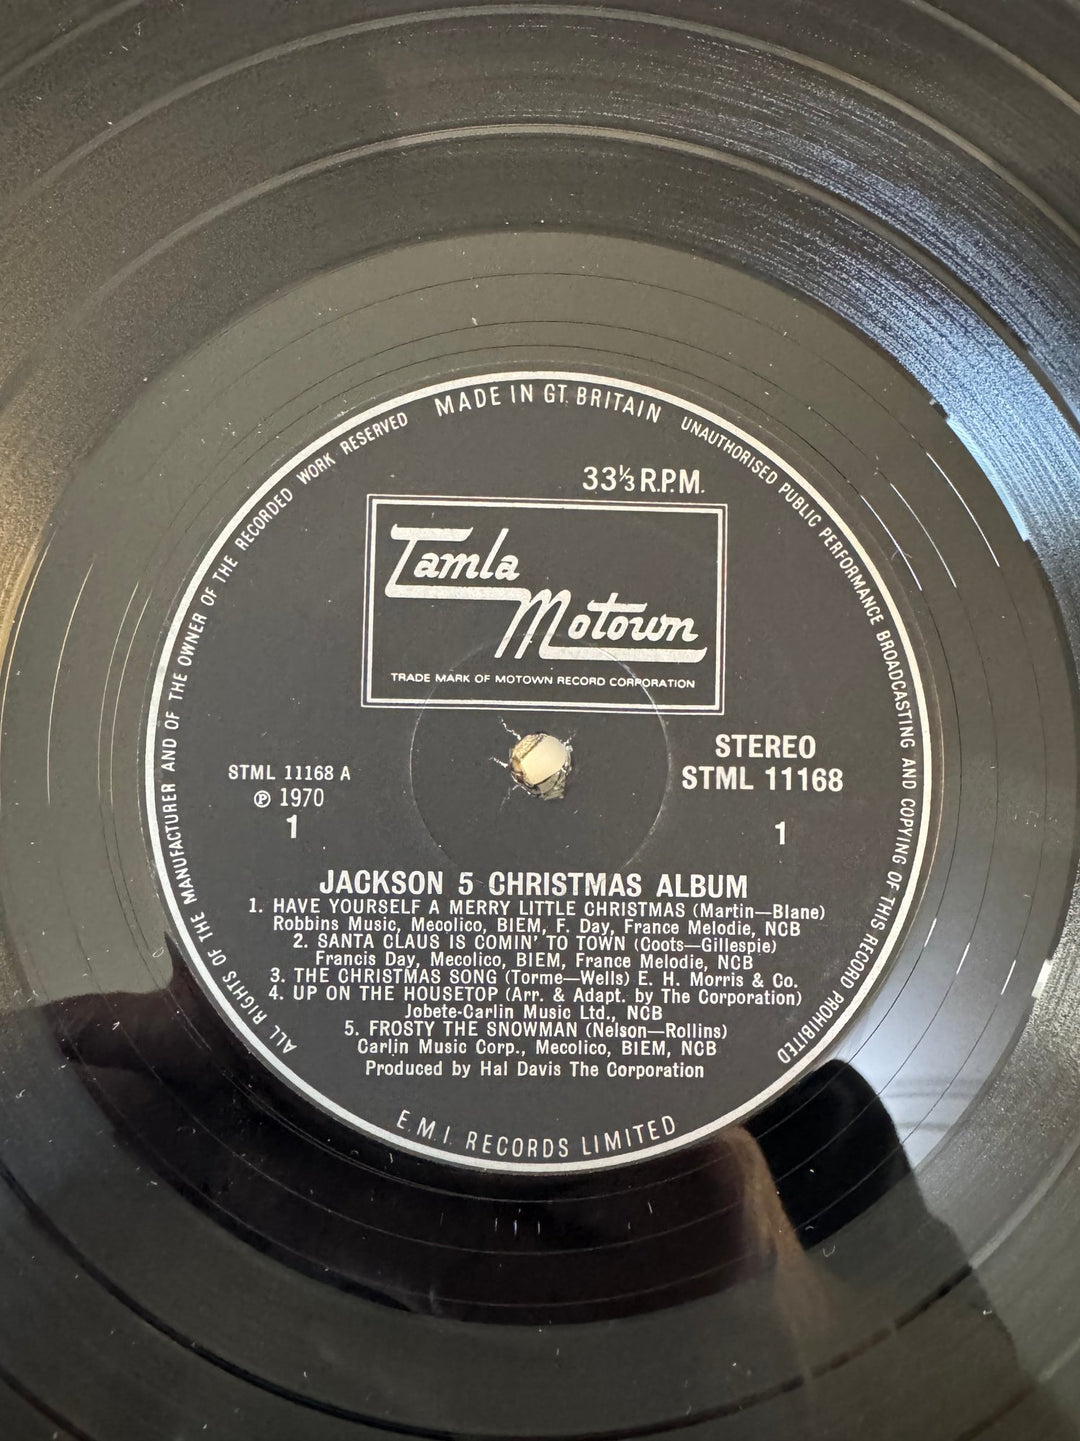 MADE IN GT. BRITAIN
UNAUTHORISED PUBLIC PERFORMANCE BROADCASTING AND COPYING OF THIS RECORD PROHIBITED
ALL RIGHTS OF THE MANUFACTURER AND OF THE OWNER OF THE RECORDED WORK RESERVED
33⅓ R.P.M.
Tamla
Motown
TRADE MARK OF MOTOWN RECORD CORPORATION
STEREO
STML 11168
1
STML 11168 A
℗ 1970
1
JACKSON 5 CHRISTMAS ALBUM
1. HAVE YOURSELF A MERRY LITTLE CHRISTMAS (Martin—Blane)
Robbins Music, Mecolico, BIEM, F. Day, France Melodie, NCB
2. SANTA CLAUS IS COMIN' TO TOWN (Coots—Gillespie)
Francis Day, Mecolico, BIEM, France Melodie, NCB
3. THE CHRISTMAS SONG (Torme—Wells) E. H. Morris & Co.
4. UP ON THE HOUSETOP (Arr. & Adapt. by The Corporation)
Jobete-Carlin Music Ltd., NCB
5. FROSTY THE SNOWMAN (Nelson—Rollins)
Carlin Music Corp., Mecolico, BIEM, NCB
Produced by Hal Davis The Corporation
E.M.I. RECORDS LIMITED